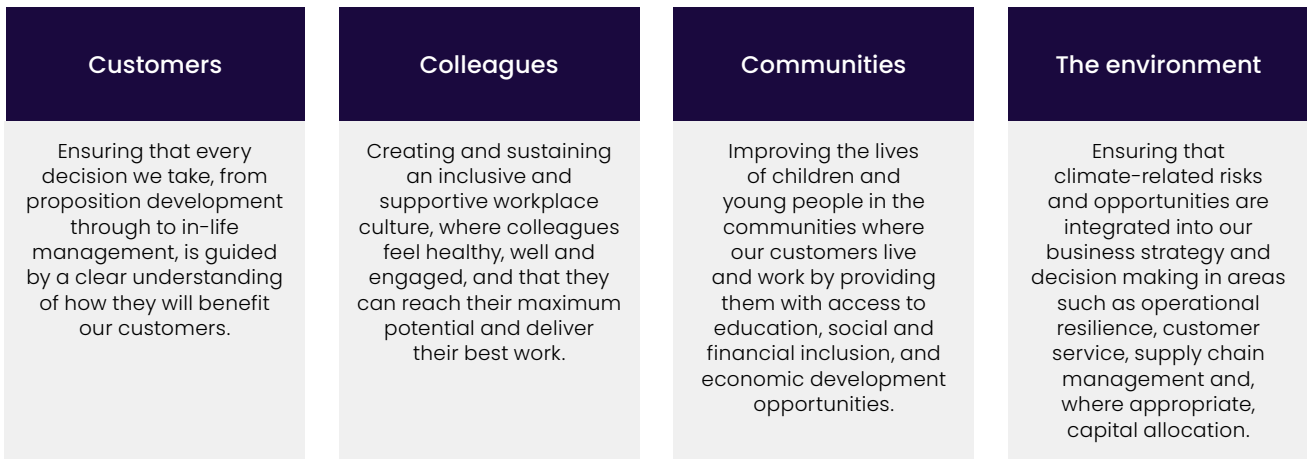 Customers
Ensuring that every
decision we take, from
proposition development
through to in-life
management, is guided
by a clear understanding
of how they will benefit
our customers.
Colleagues
Creating and sustaining
an inclusive and
supportive workplace
culture, where colleagues
feel healthy, well and
engaged, and that they
can reach their maximum
potential and deliver
their best work.
Communities
Improving the lives
of children and
young people in the
communities where
our customers live
and work by providing
them with access to
education, social and
financial inclusion, and
economic development
opportunities.
The environment
Ensuring that
climate-related risks
and opportunities are
integrated into our
business strategy and
decision making in areas
such as operational
resilience, customer
service, supply chain
management and,
where appropriate,
capital allocation.